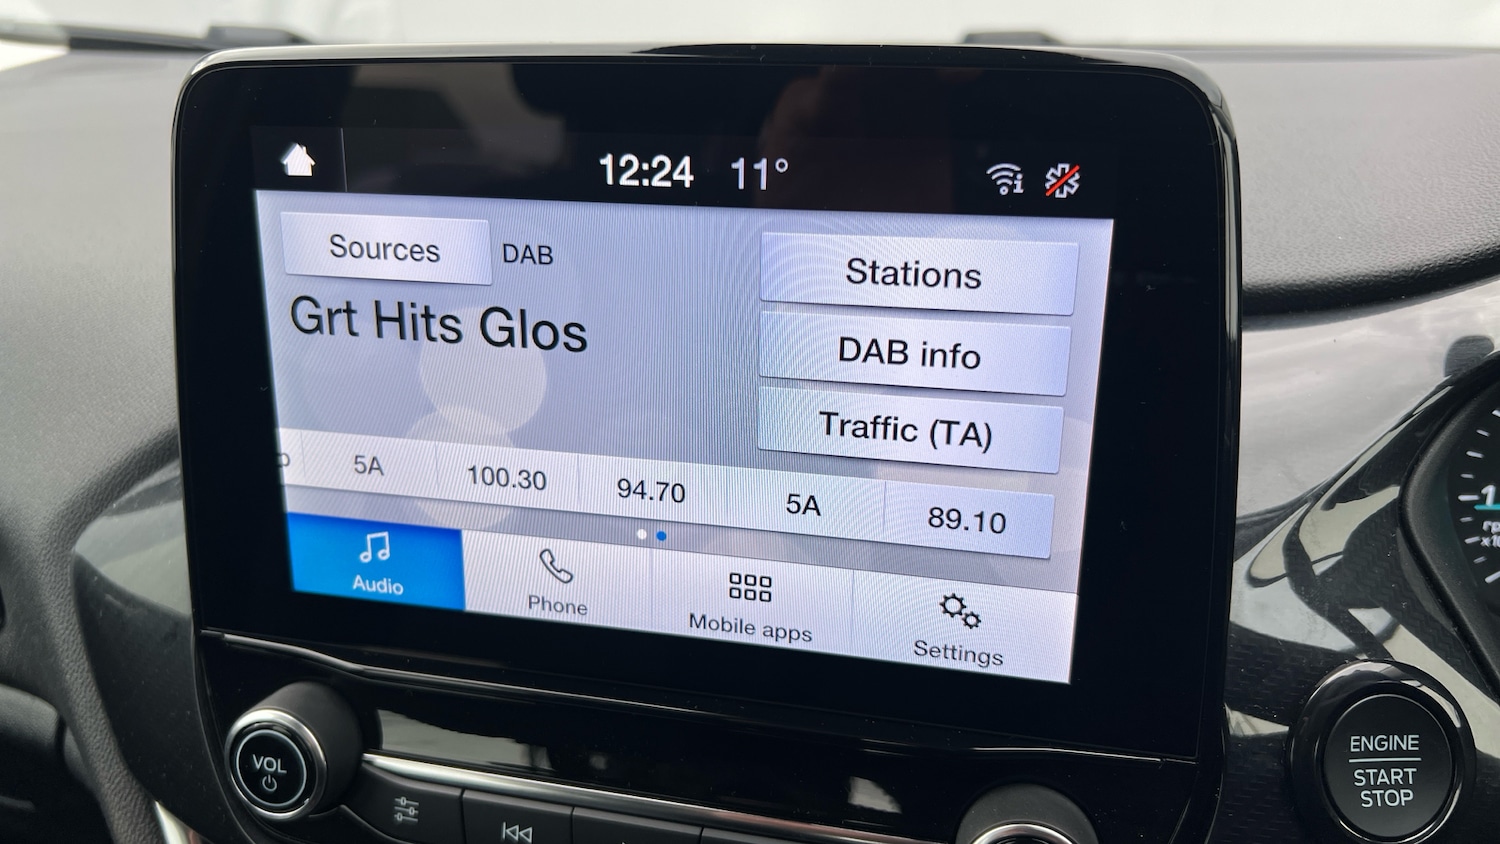 12:24 11°
Sources DAB
Stations
Grt Hits Glos
DAB info
Traffic (TA)
5A 100.30 94.70 5A 89.10
Audio
Phone
Mobile apps
Settings
VOL
ENGINE
START
STOP